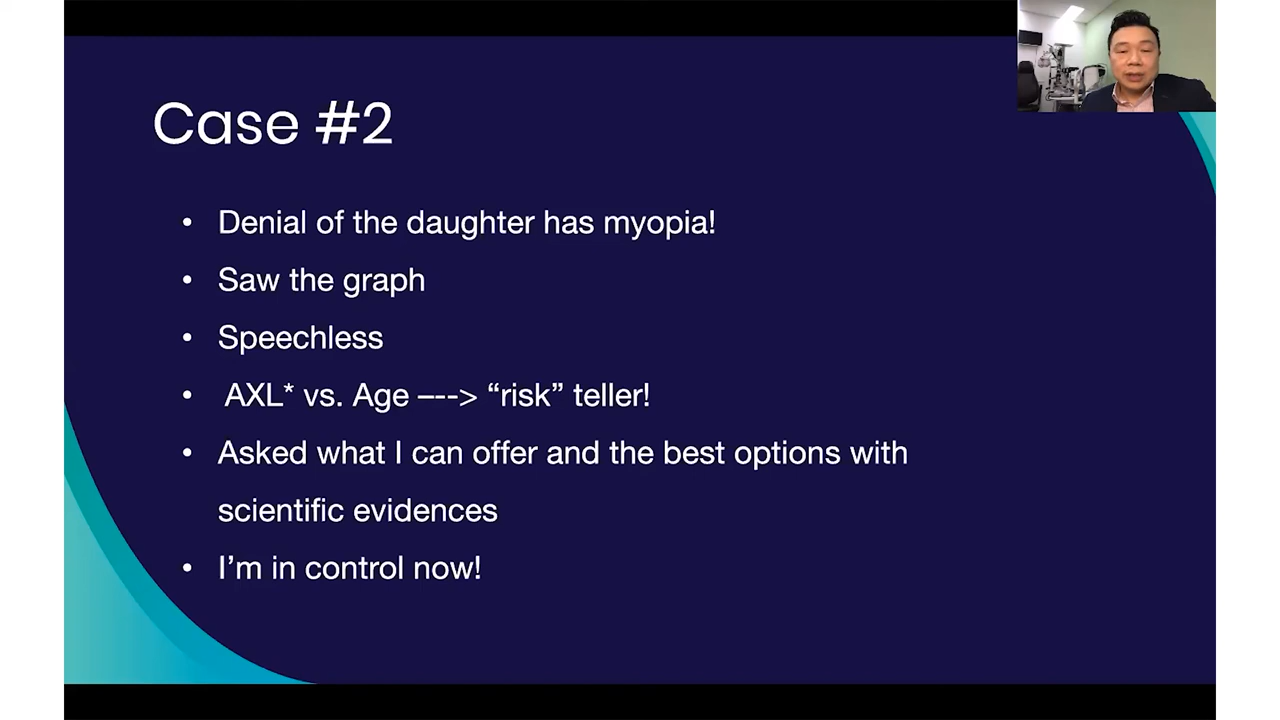 Case #2
• Denial of the daughter has myopia!
• Saw the graph
• Speechless
• AXL* vs. Age –--> “risk” teller!
• Asked what I can offer and the best options with
scientific evidences
• I’m in control now!